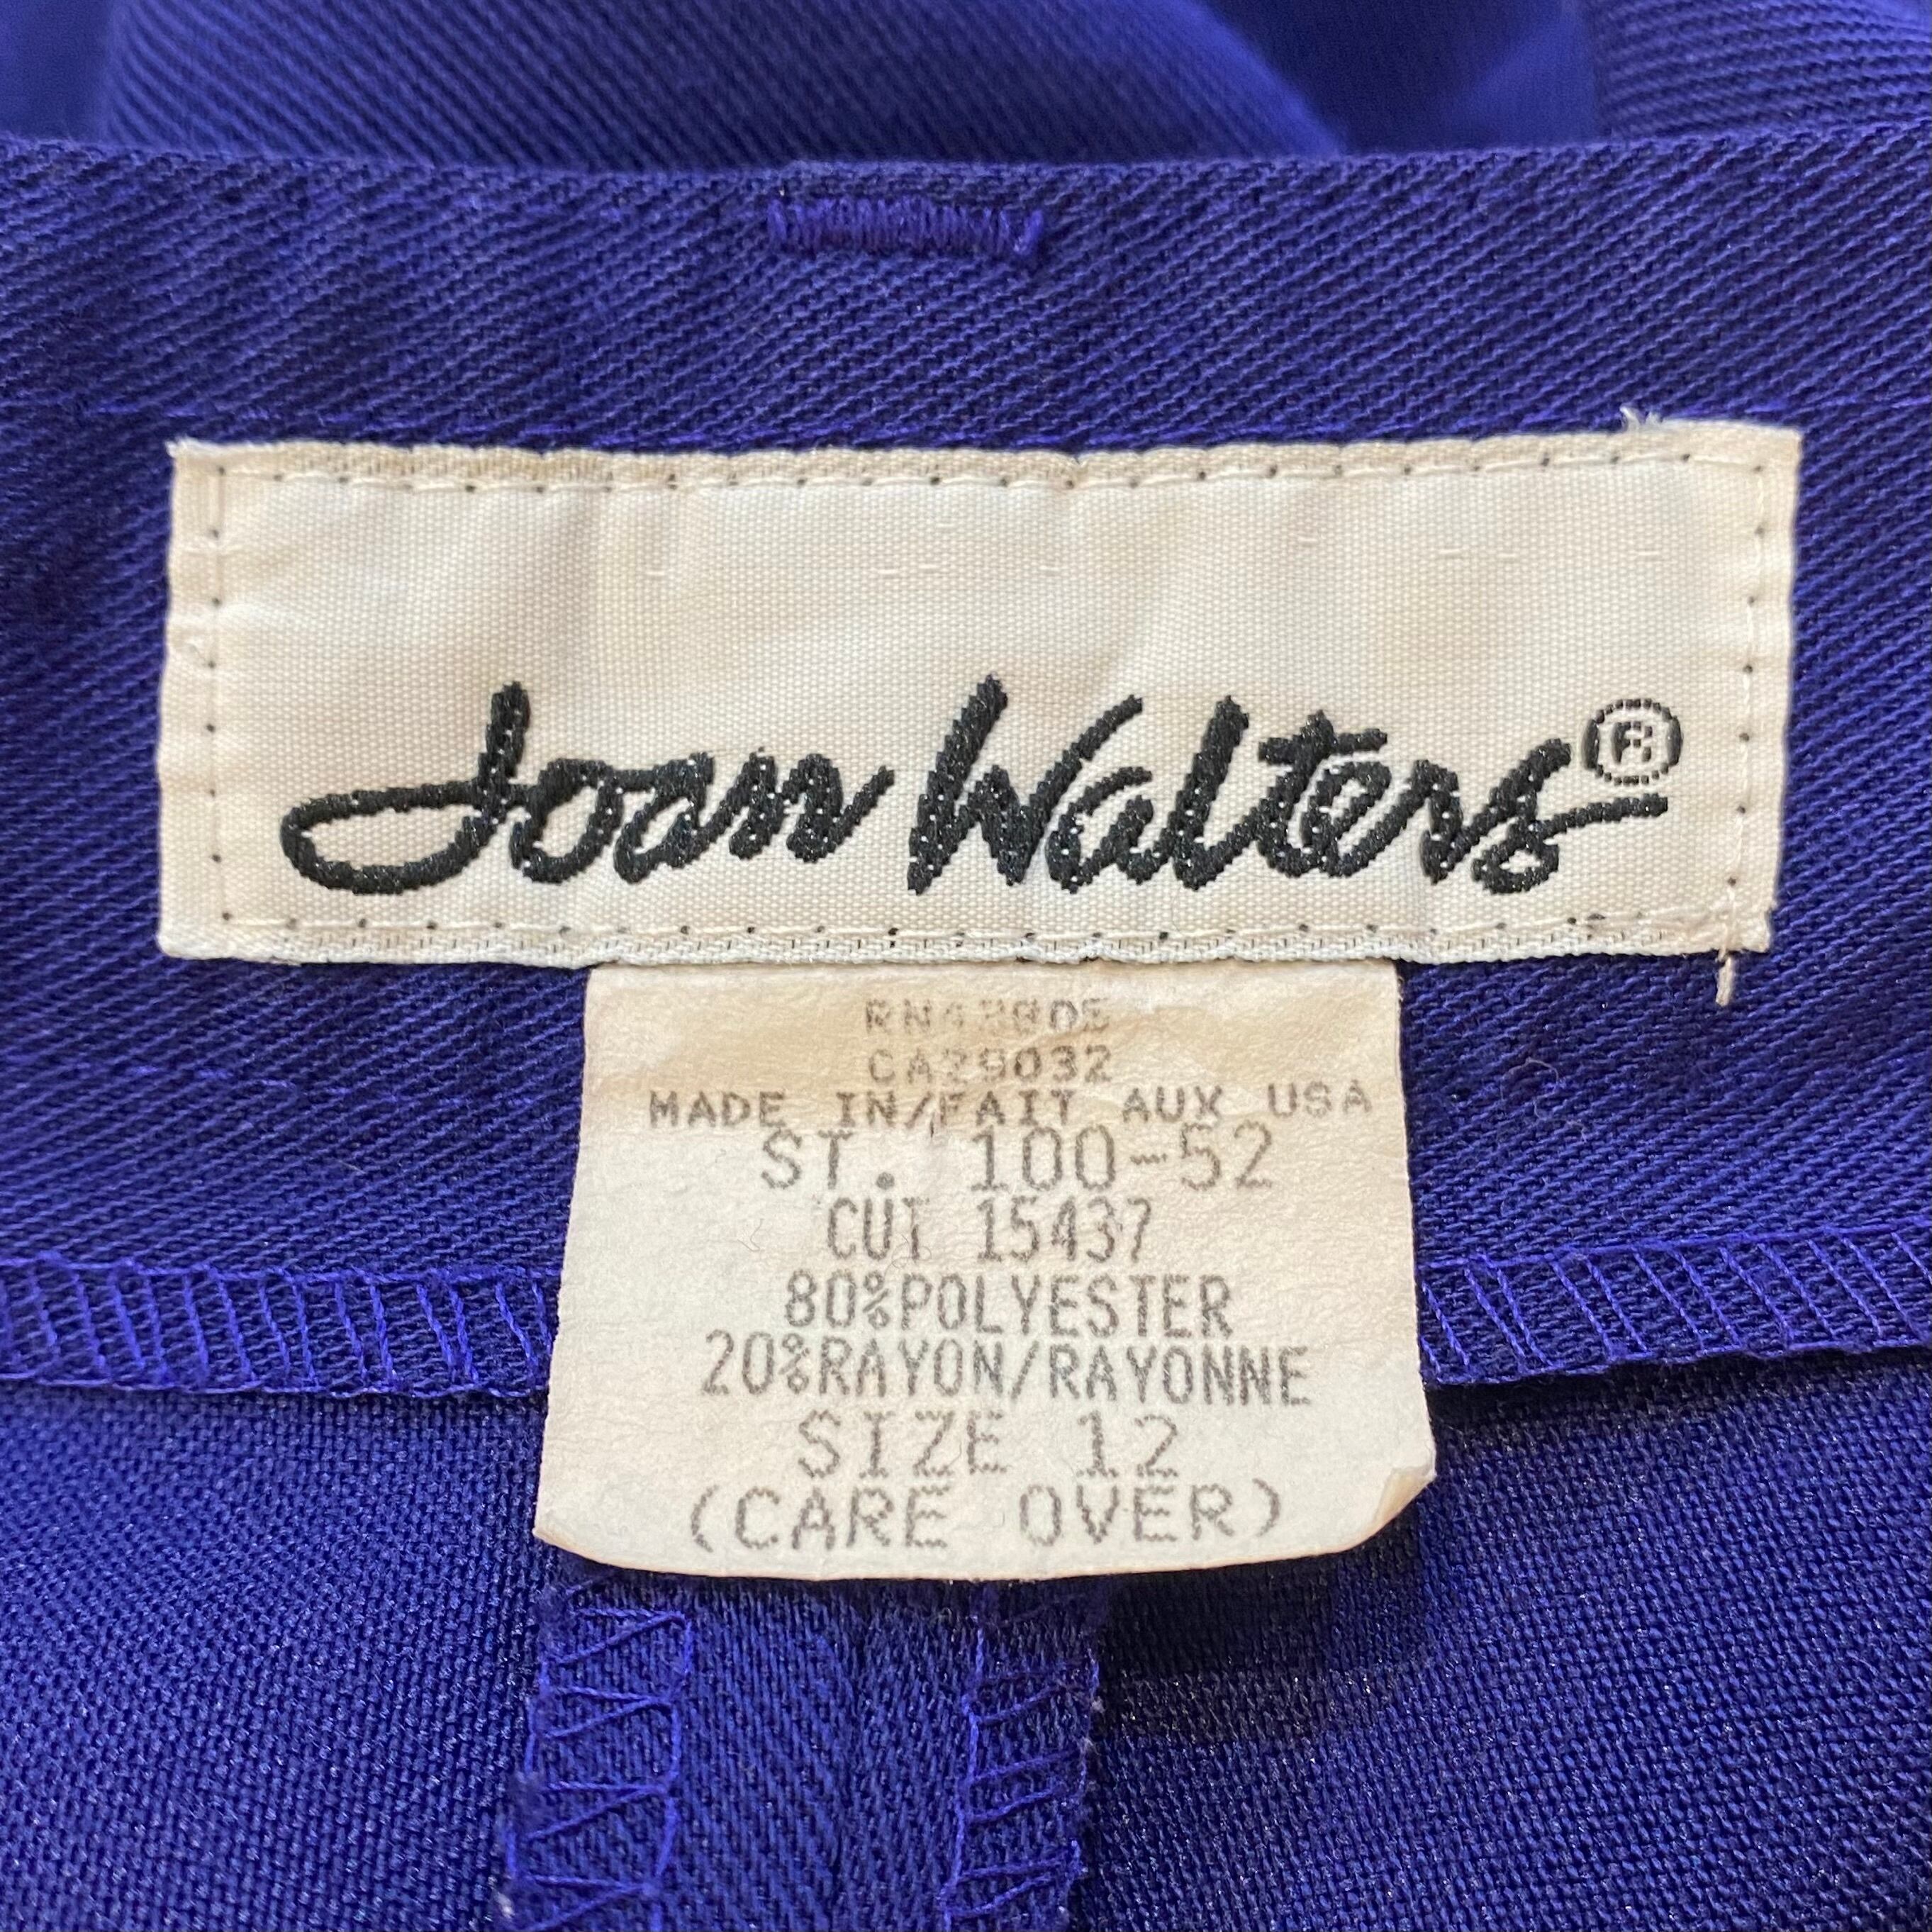 Joan Walters®
CA29032
MADE IN/FAIT AUX USA
ST. 100-52
CUT 15437
80%POLYESTER
20%RAYON/RAYONNE
SIZE 12
(CARE OVER)